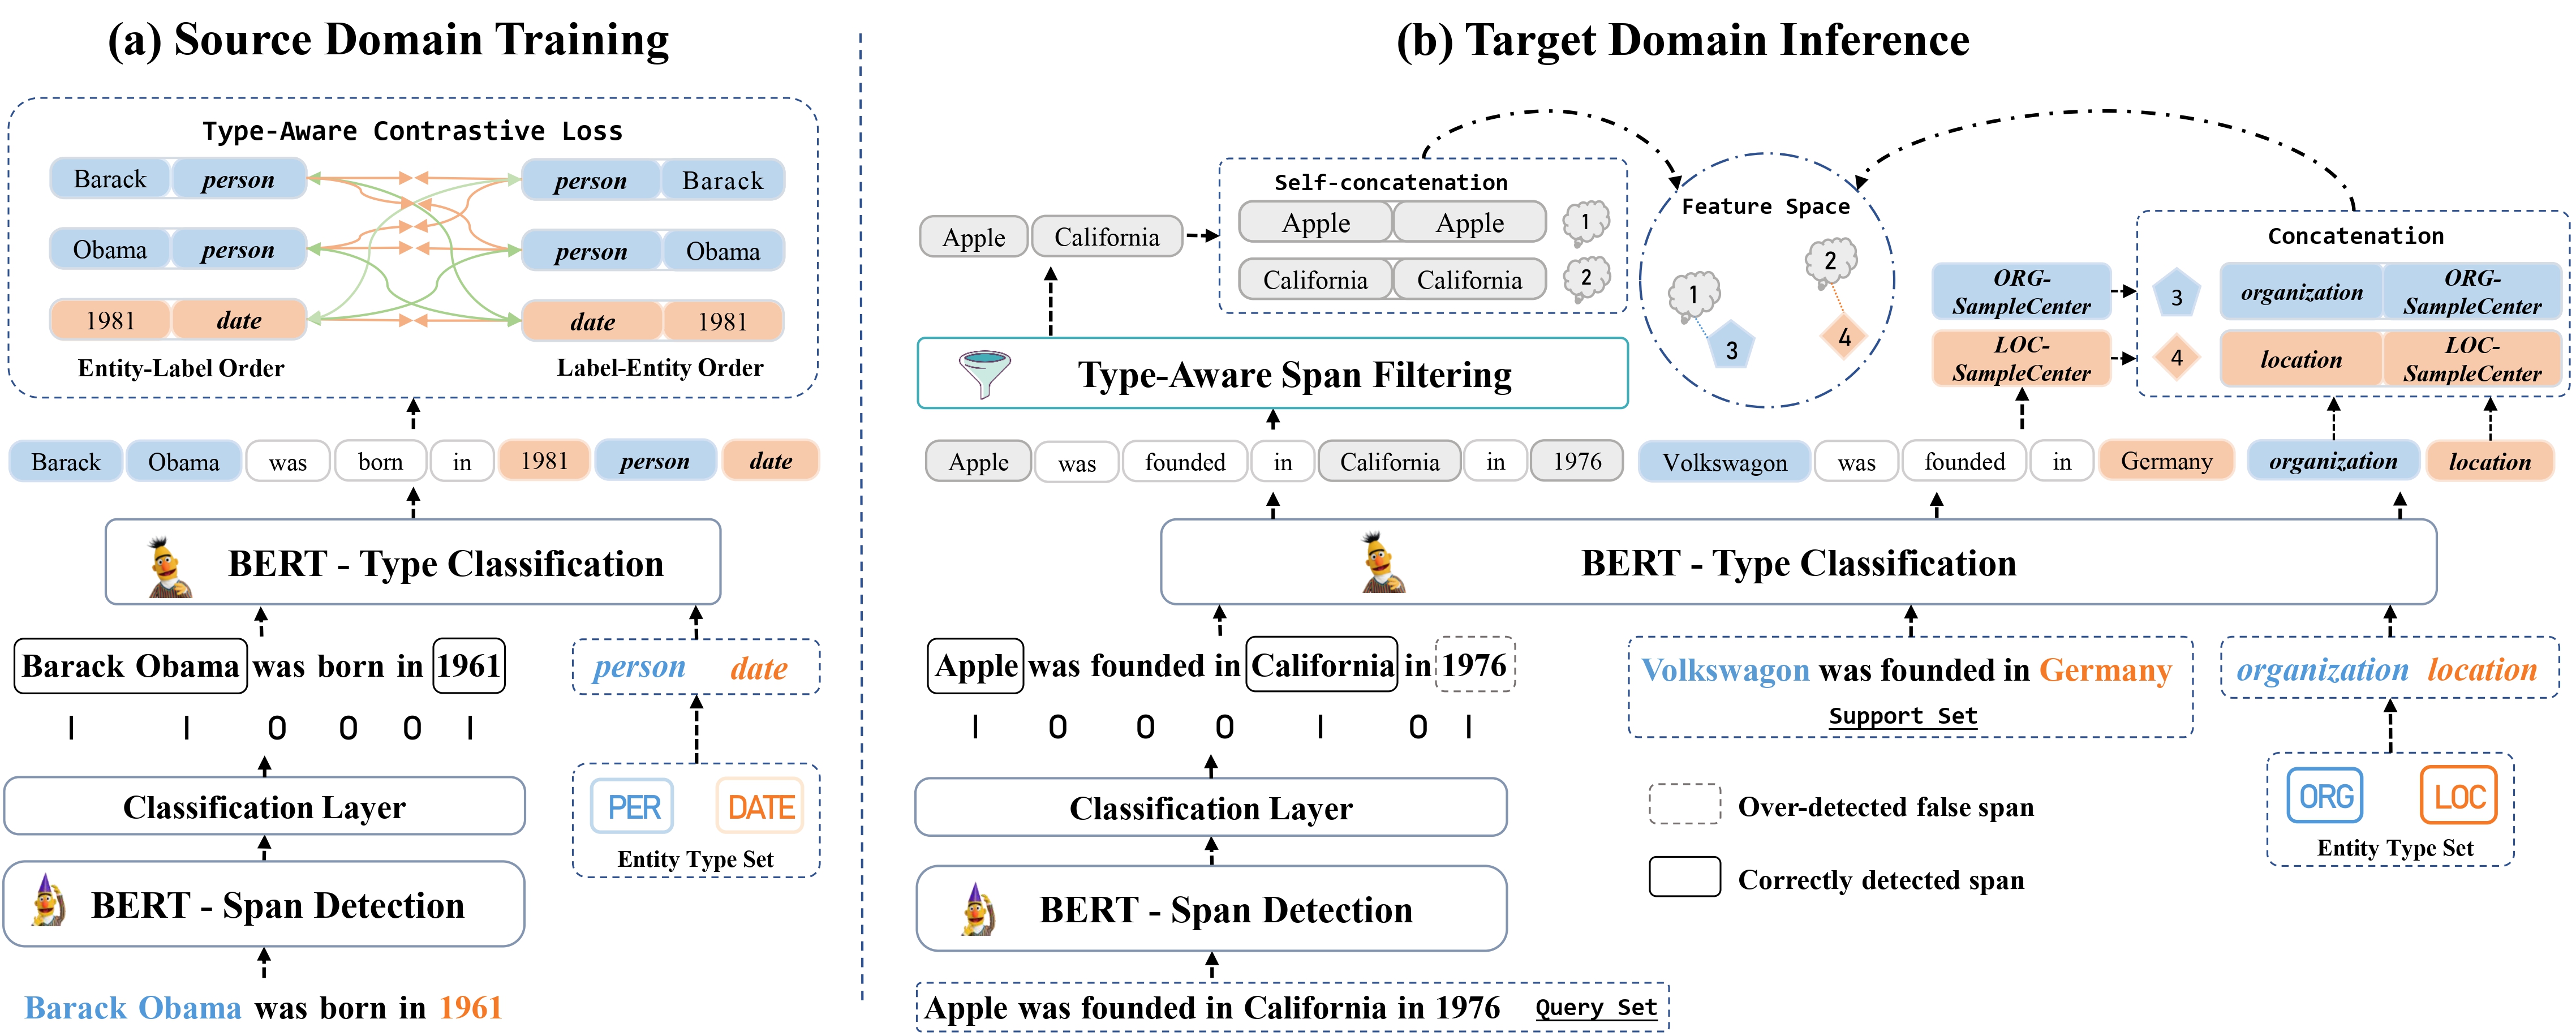 (a) Source Domain Training
Type-Aware Contrastive Loss
Barack person person Barack
Obama person person Obama
1981 date date 1981
Entity-Label Order Label-Entity Order
Barack Obama was born in 1981 person date
BERT - Type Classification
Barack Obama was born in 1961
person date
I I O O O I
Classification Layer
PER DATE
Entity Type Set
BERT - Span Detection
Barack Obama was born in 1961
(b) Target Domain Inference
Apple California
Self-concatenation
Apple Apple 1
California California 2
Feature Space
1 2
3 4
ORG-
SampleCenter
LOC-
SampleCenter
Concatenation
3 organization ORG-
SampleCenter
4 location LOC-
SampleCenter
Type-Aware Span Filtering
Apple was founded in California in 1976
Volkswagon was founded in Germany
organization location
BERT - Type Classification
Apple was founded in California in 1976
I O O O I O I
Classification Layer
BERT - Span Detection
Apple was founded in California in 1976 Query Set
Volkswagon was founded in Germany
Support Set
organization location
ORG LOC
Entity Type Set
Over-detected false span
Correctly detected span